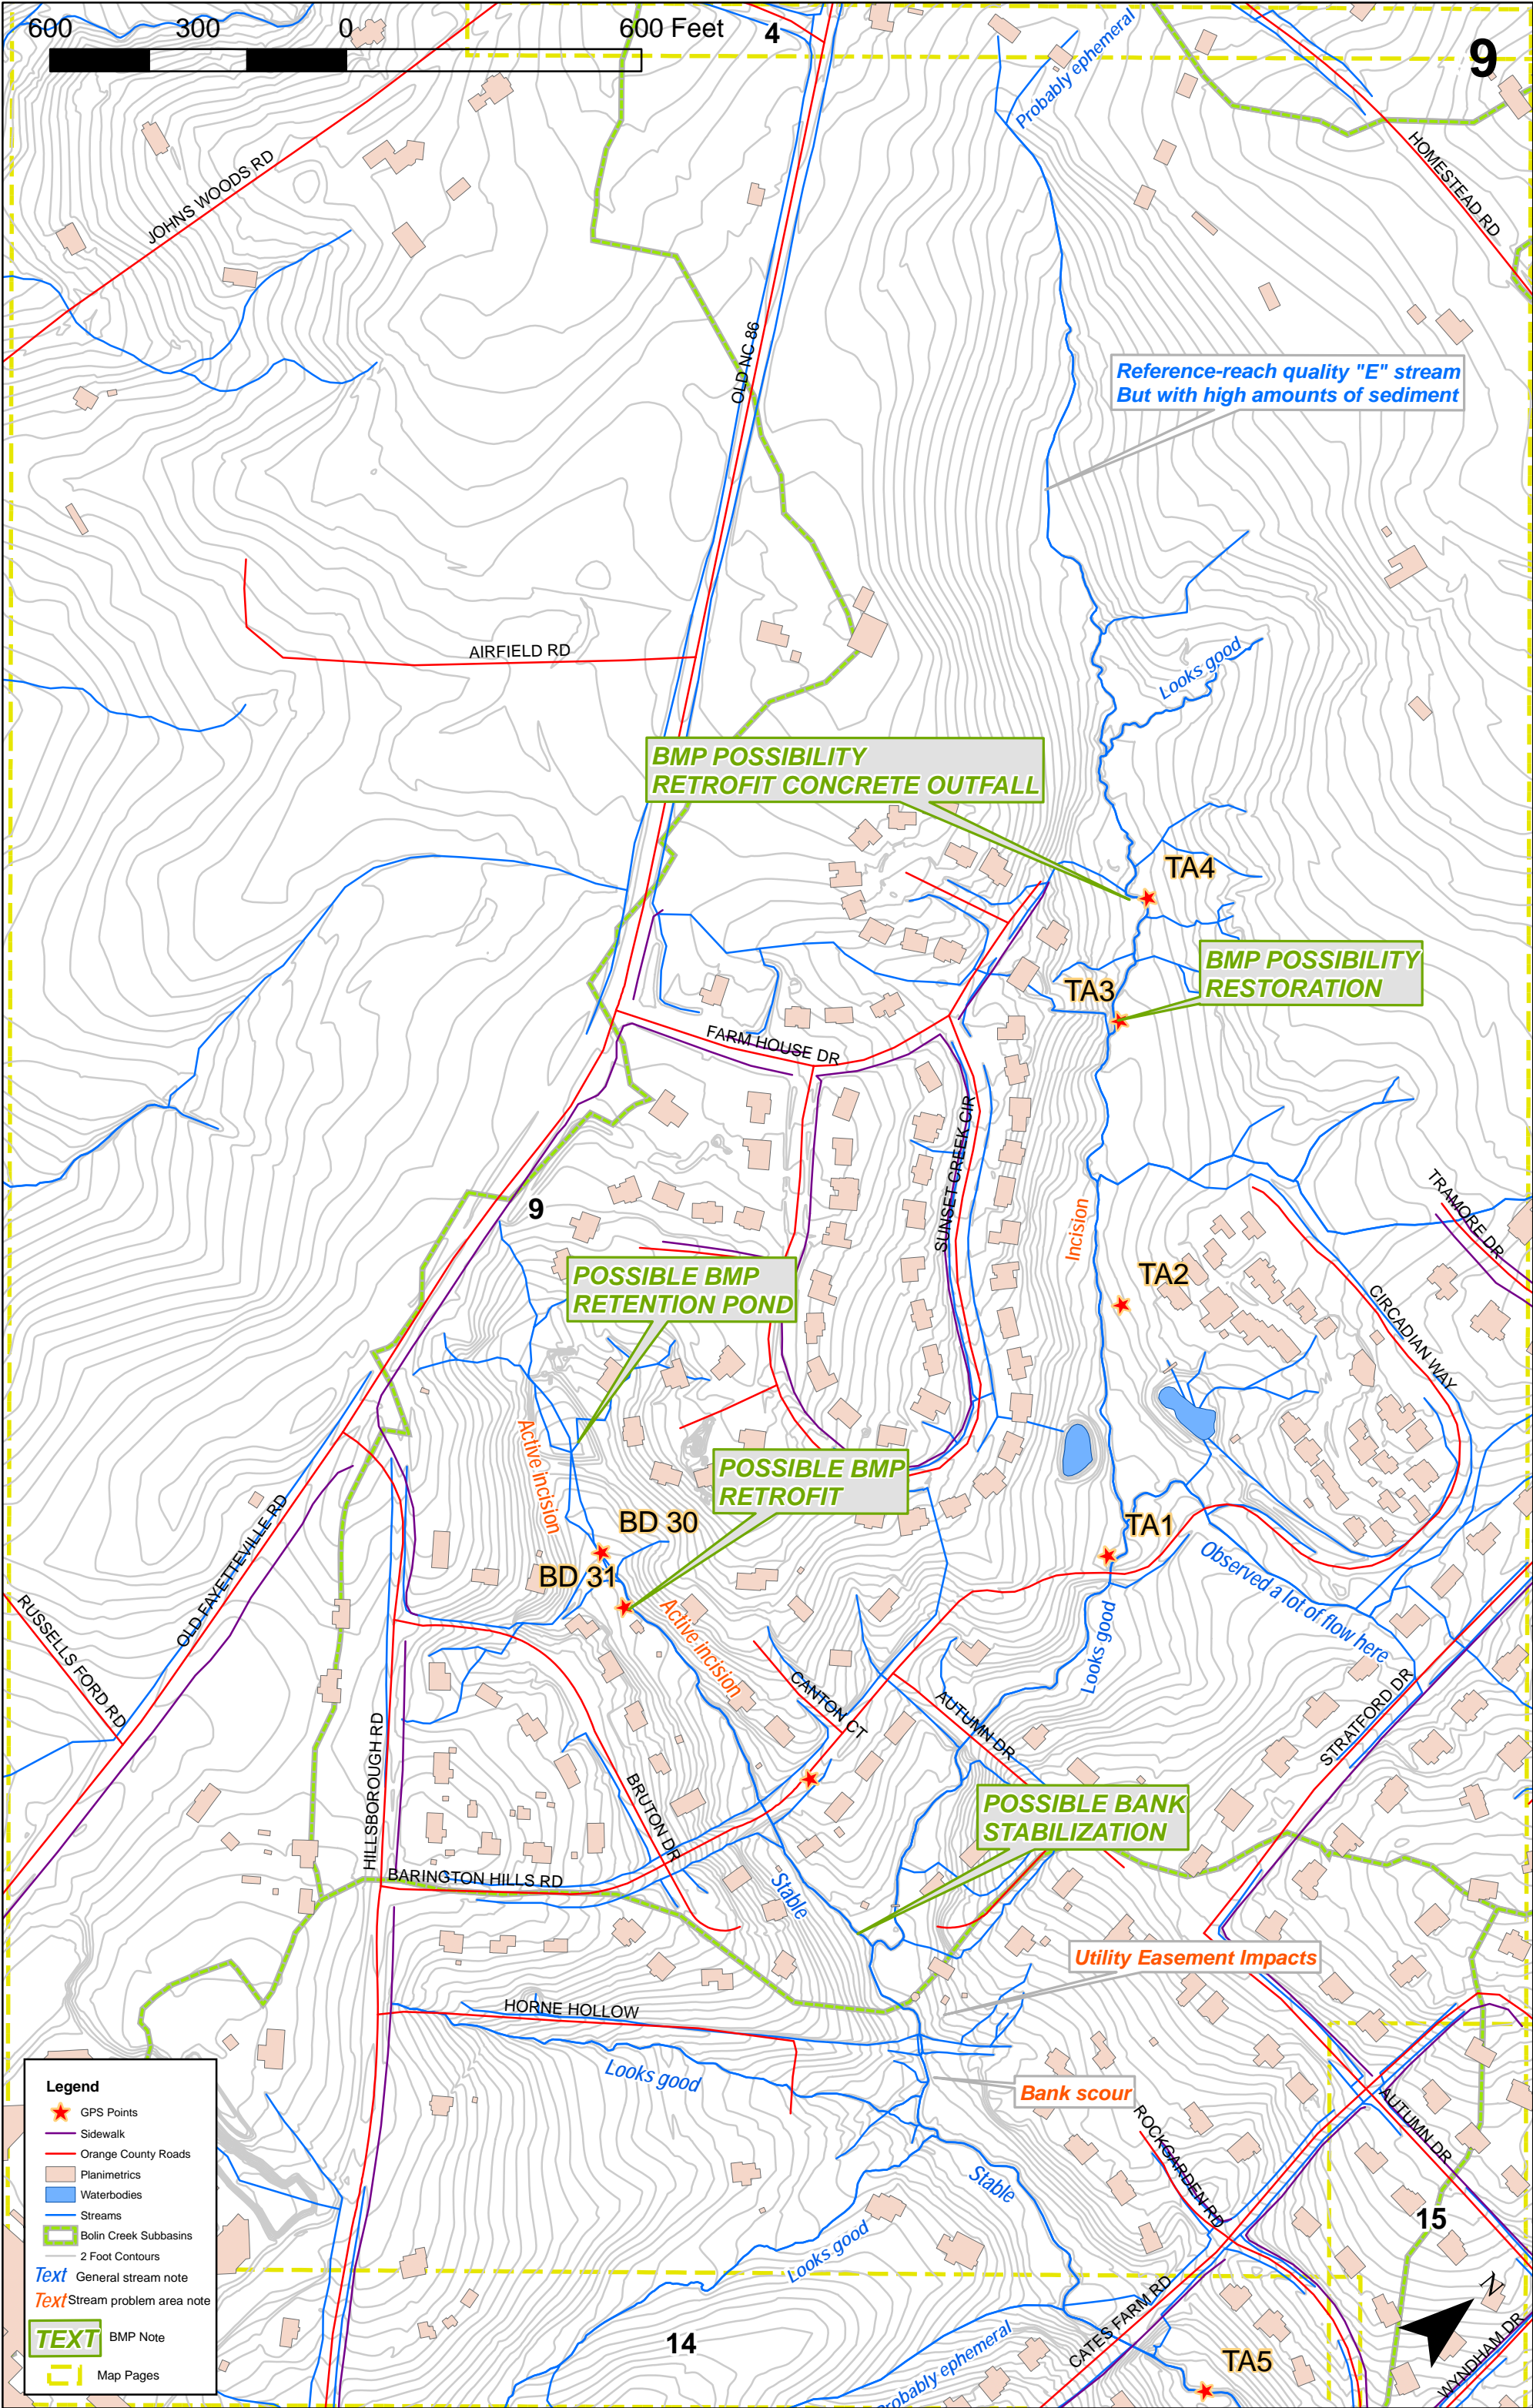 600 300 0 600 Feet
4
9
Probably ephemeral
HOMESTEAD RD
JOHNS WOODS RD
OLD NC 86
Reference-reach quality "E" stream
But with high amounts of sediment
AIRFIELD RD
Looks good
BMP POSSIBILITY
RETROFIT CONCRETE OUTFALL
TA4
BMP POSSIBILITY
RESTORATION
TA3
FARM HOUSE DR
SUNSET CREEK CIR
TRAMORE DR
9
Incision
TA2
POSSIBLE BMP
RETENTION POND
CIRCADIAN WAY
Active incision
POSSIBLE BMP
RETROFIT
BD 30
TA1
OLD FAYETTEVILLE RD
BD 31
Observed a lot of flow here
RUSSELLS FORD RD
Active incision
Looks good
CANTON CT
AUTUMN DR
STRATFORD DR
HILLSBOROUGH RD
BRUTON DR
POSSIBLE BANK
STABILIZATION
BARINGTON HILLS RD
Stable
Utility Easement Impacts
HORNE HOLLOW
Looks good
Bank scour
AUTUMN DR
ROCKGARDEN RD
Stable
15
Looks good
CATES FARM RD
N
WYNDHAM DR
14
Probably ephemeral
TA5
Legend
GPS Points
Sidewalk
Orange County Roads
Planimetrics
Waterbodies
Streams
Bolin Creek Subbasins
2 Foot Contours
Text General stream note
Text Stream problem area note
TEXT BMP Note
Map Pages